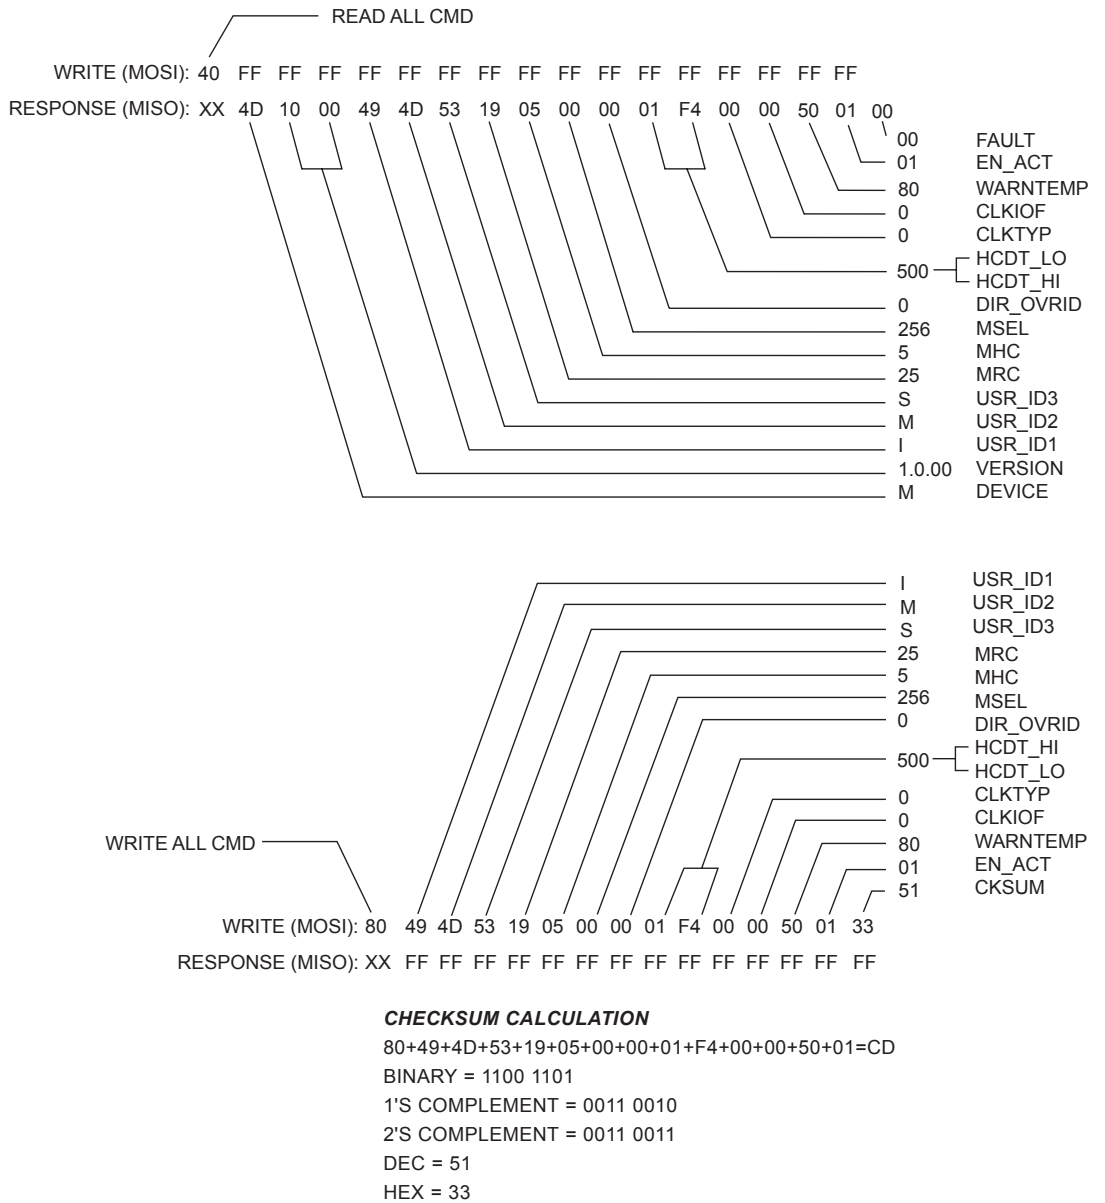 READ ALL CMD
WRITE (MOSI): 40 FF FF FF FF FF FF FF FF FF FF FF FF FF FF FF FF
RESPONSE (MISO): XX 4D 10 00 49 4D 53 19 05 00 00 01 F4 00 00 50 01 00
00 FAULT
01 EN_ACT
80 WARNTEMP
0 CLKIOF
0 CLKTYP
HCDT_LO
500
HCDT_HI
0 DIR_OVRID
256 MSEL
5 MHC
25 MRC
S USR_ID3
M USR_ID2
I USR_ID1
1.0.00 VERSION
M DEVICE
I USR_ID1
M USR_ID2
S USR_ID3
25 MRC
5 MHC
256 MSEL
0 DIR_OVRID
HCDT_HI
500
HCDT_LO
0 CLKTYP
0 CLKIOF
WRITE ALL CMD
80 WARNTEMP
01 EN_ACT
51 CKSUM
WRITE (MOSI): 80 49 4D 53 19 05 00 00 01 F4 00 00 50 01 33
RESPONSE (MISO): XX FF FF FF FF FF FF FF FF FF FF FF FF FF FF
CHECKSUM CALCULATION
80+49+4D+53+19+05+00+00+01+F4+00+00+50+01=CD
BINARY = 1100 1101
1'S COMPLEMENT = 0011 0010
2'S COMPLEMENT = 0011 0011
DEC = 51
HEX = 33